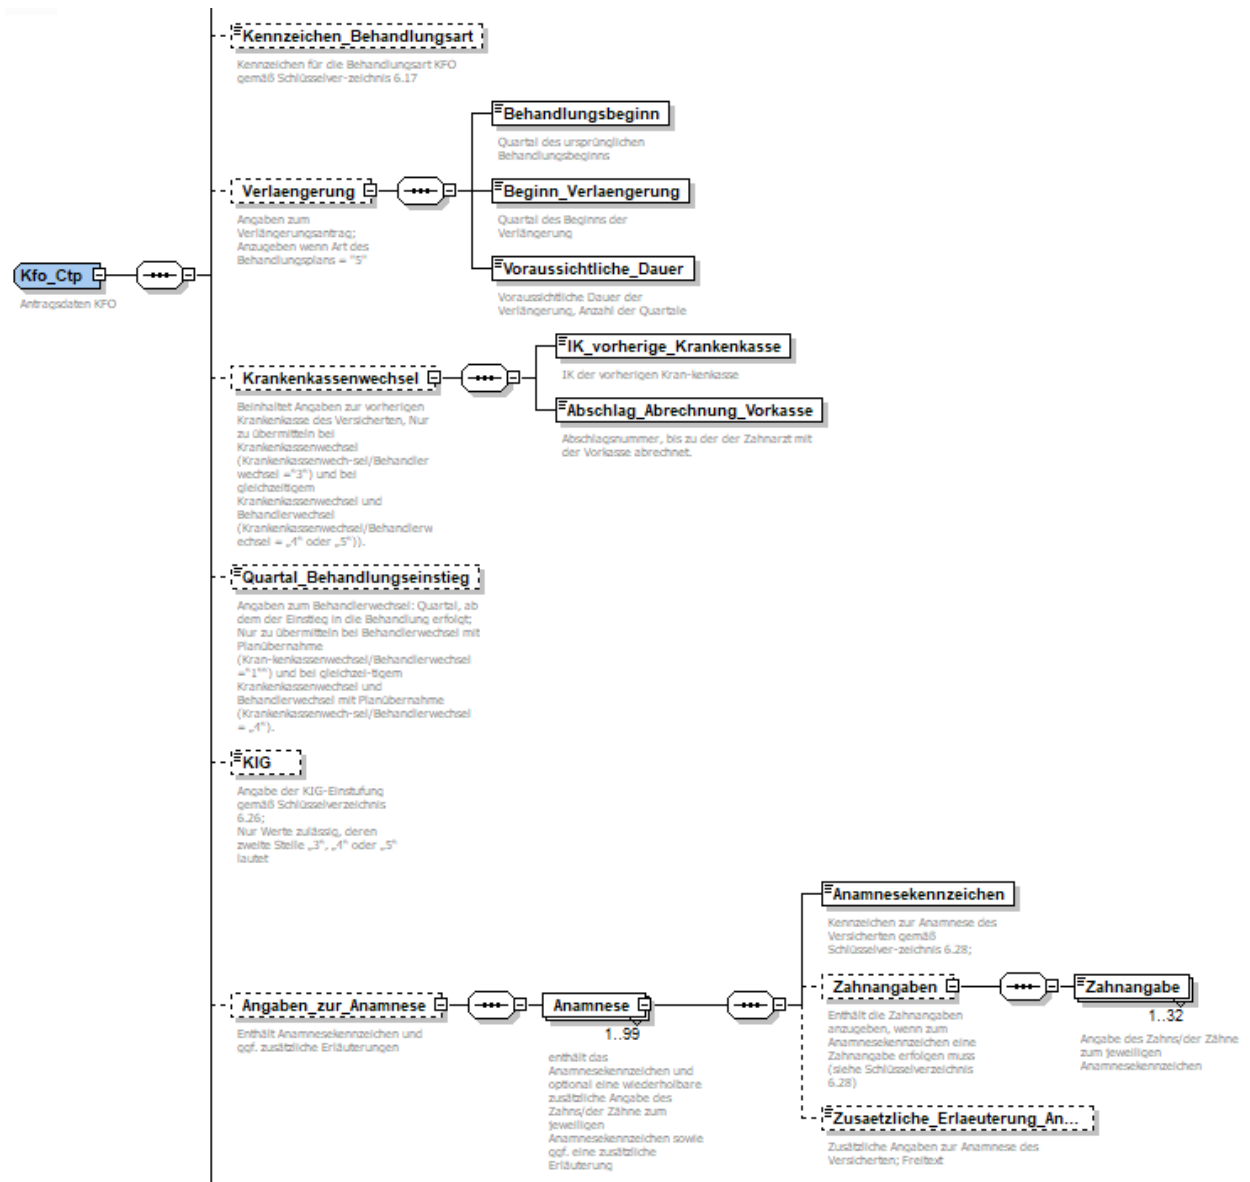 Kennzeichen_Behandlungsart
Kennzeichen für die Behandlungsart KFO
gemäß Schlüsselver-zeichnis 6.17
Behandlungsbeginn
Quartal des ursprünglichen
Behandlungsbeginns
Verlaengerung
Angaben zum
Verlängerungsantrag;
Anzugeben wenn Art des
Behandlungsplans = "5"
Beginn_Verlaengerung
Quartal des Beginns der
Verlängerung
Voraussichtliche_Dauer
Voraussichtliche Dauer der
Verlängerung, Anzahl der Quartale
Kfo_Ctp
Antragsdaten KFO
Krankenkassenwechsel
Beinhaltet Angaben zur vorherigen
Krankenkasse des Versicherten, Nur
zu übermitteln bei
Krankenkassenwechsel
(Krankenkassenwech-sel/Behandler
wechsel ="3") und bei
gleichzeitigem
Krankenkassenwechsel und
Behandlerwechsel
(Krankenkassenwechsel/Behandlerw
echsel = „4“ oder „5“)).
IK_vorherige_Krankenkasse
IK der vorherigen Kran-kenkasse
Abschlag_Abrechnung_Vorkasse
Abschlagsnummer, bis zu der der Zahnarzt mit
der Vorkasse abrechnet.
Quartal_Behandlungseinstieg
Angaben zum Behandlerwechsel: Quartal, ab
dem der Einstieg in die Behandlung erfolgt;
Nur zu übermitteln bei Behandlerwechsel mit
Planübernahme
(Kran-kenkassenwechsel/Behandlerwechsel
="1"“) und bei gleichzei-tigem
Krankenkassenwechsel und
Behandlerwechsel mit Planübernahme
(Krankenkassenwech-sel/Behandlerwechsel
= „4“).
KIG
Angabe der KIG-Einstufung
gemäß Schlüsselverzeichnis
6.26;
Nur Werte zulässig, deren
zweite Stelle „3“, „4“ oder „5“
lautet
Angaben_zur_Anamnese
Enthält Anamnesekennzeichen und
ggf. zusätzliche Erläuterungen
Anamnese
1..99
enthält das
Anamnesekennzeichen und
optional eine wiederholbare
zusätzliche Angabe des
Zahns/der Zähne zum
jeweiligen
Anamnesekennzeichen sowie
ggf. eine zusätzliche
Erläuterung
Anamnesekennzeichen
Kennzeichen zur Anamnese des
Versicherten gemäß
Schlüsselver-zeichnis 6.28;
Zahnangaben
Enthält die Zahnangaben
anzugeben, wenn zum
Anamnesekennzeichen eine
Zahnangabe erfolgen muss
(siehe Schlüsselverzeichnis
6.28)
Zahnangabe
1..32
Angabe des Zahns/der Zähne
zum jeweiligen
Anamnesekennzeichen
Zusaetzliche_Erlaeuterung_An...
Zusätzliche Angaben zur Anamnese des
Versicherten; Freitext